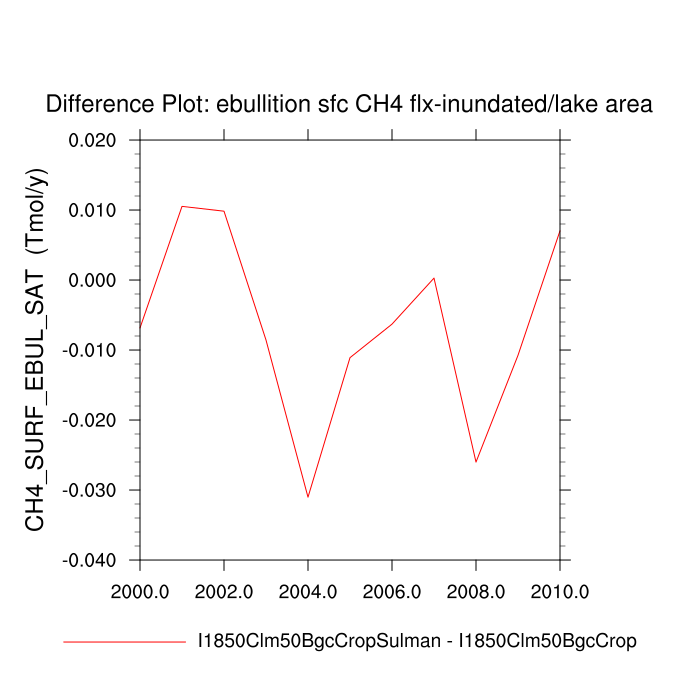 Difference Plot: ebullition sfc CH4 flx-inundated/lake area
CH4_SURF_EBUL_SAT (Tmol/y)
0.020
0.010
0.000
-0.010
-0.020
-0.030
-0.040
2000.0 2002.0 2004.0 2006.0 2008.0 2010.0
I1850Clm50BgcCropSulman - I1850Clm50BgcCrop